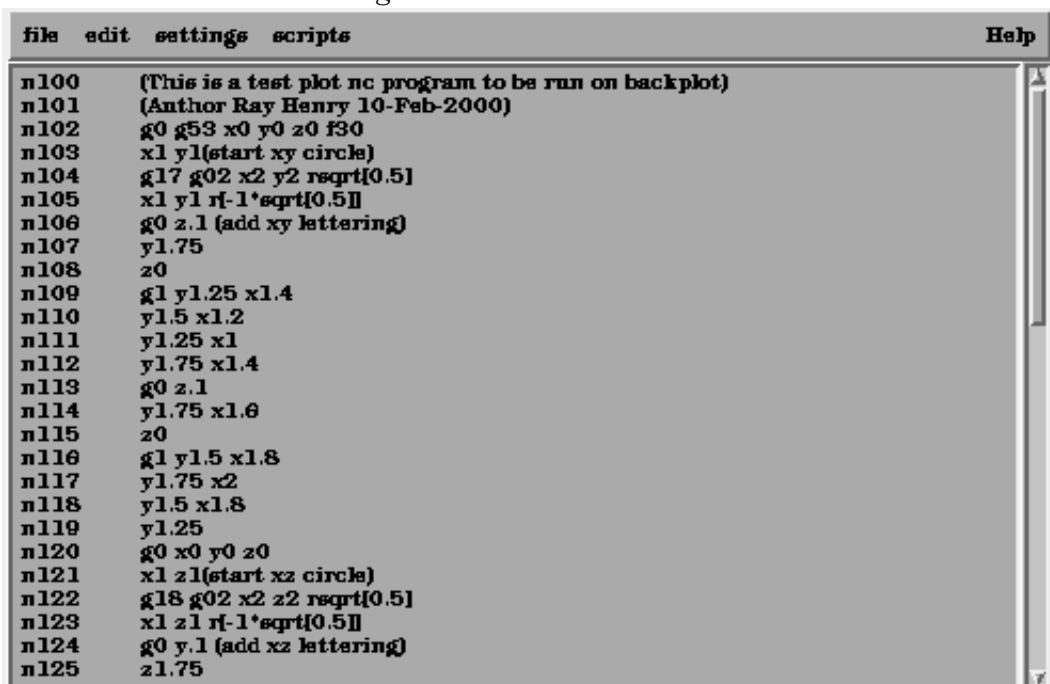 file edit settings scripts Help
n100 (This is a test plot nc program to be run on backplot)
n101 (Author Ray Henry 10-Feb-2000)
n102 g0 g53 x0 y0 z0 f30
n103 x1 y1(start xy circle)
n104 g17 g02 x2 y2 rsqrt[0.5]
n105 x1 y1 r[-1*sqrt[0.5]]
n106 g0 z.1 (add xy lettering)
n107 y1.75
n108 z0
n109 g1 y1.25 x1.4
n110 y1.5 x1.2
n111 y1.25 x1
n112 y1.75 x1.4
n113 g0 z.1
n114 y1.75 x1.6
n115 z0
n116 g1 y1.5 x1.8
n117 y1.75 x2
n118 y1.5 x1.8
n119 y1.25
n120 g0 x0 y0 z0
n121 x1 z1(start xz circle)
n122 g18 g02 x2 z2 rsqrt[0.5]
n123 x1 z1 r[-1*sqrt[0.5]]
n124 g0 y.1 (add xz lettering)
n125 z1.75